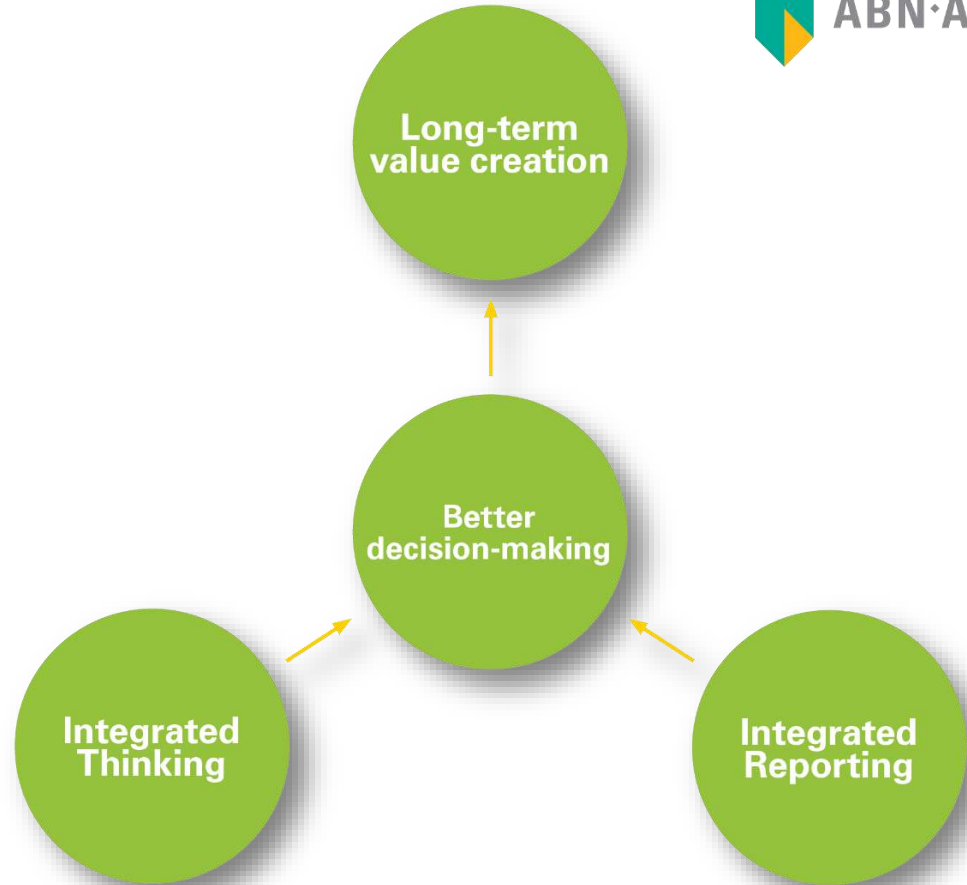 ABN·A
Long-term
value creation
Better
decision-making
Integrated
Thinking
Integrated
Reporting